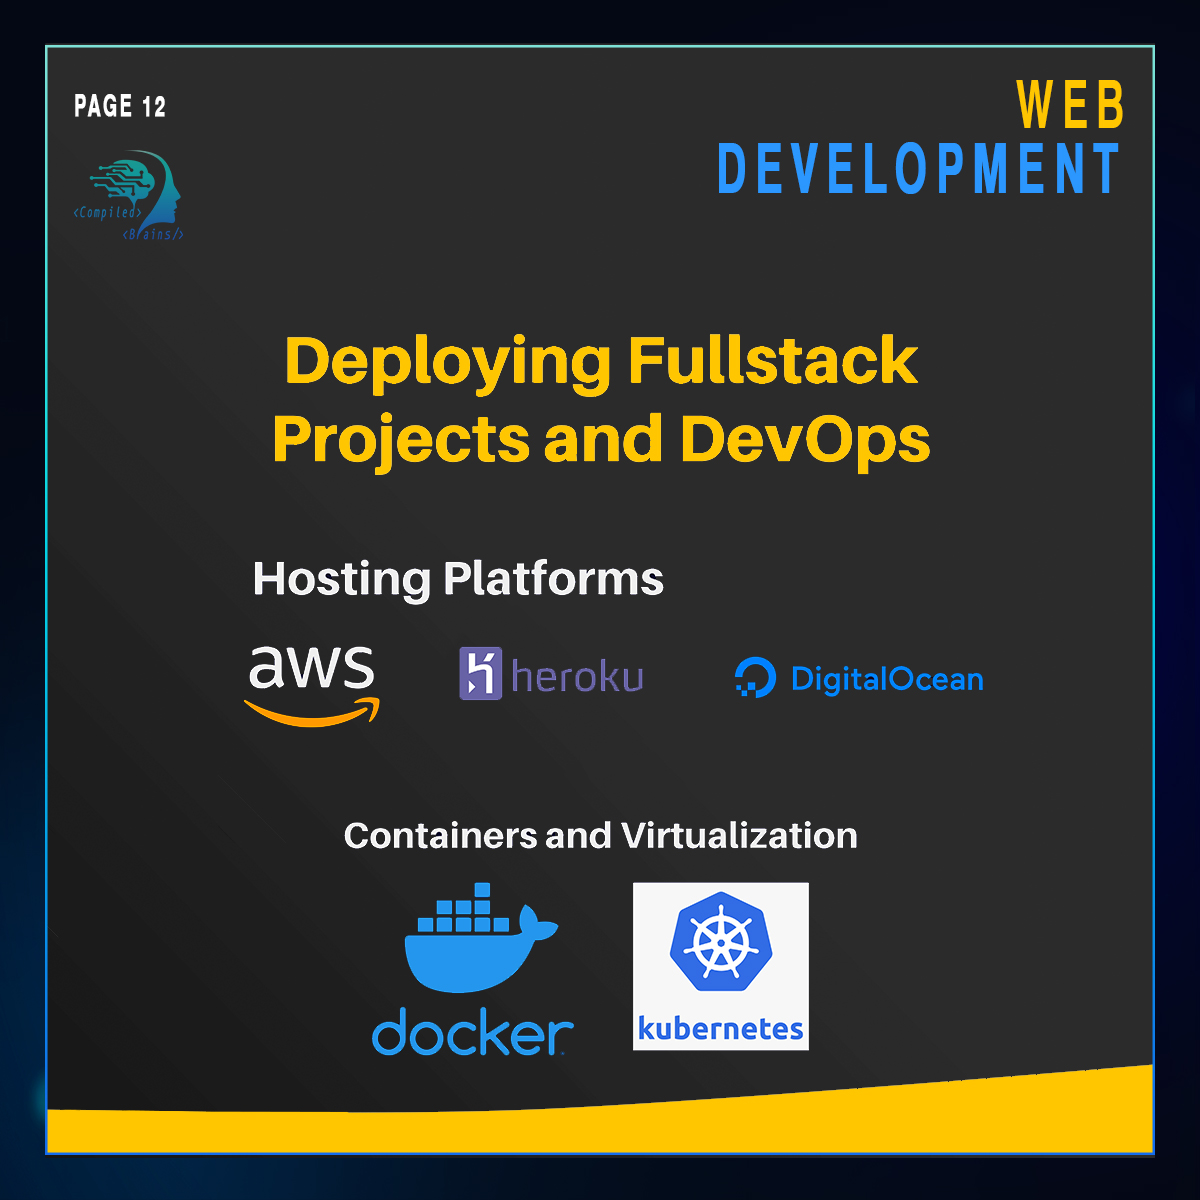 PAGE 12
WEB
DEVELOPMENT
<Compiled>
<Brains/>
Deploying Fullstack
Projects and DevOps
Hosting Platforms
aws
heroku
DigitalOcean
Containers and Virtualization
docker
kubernetes